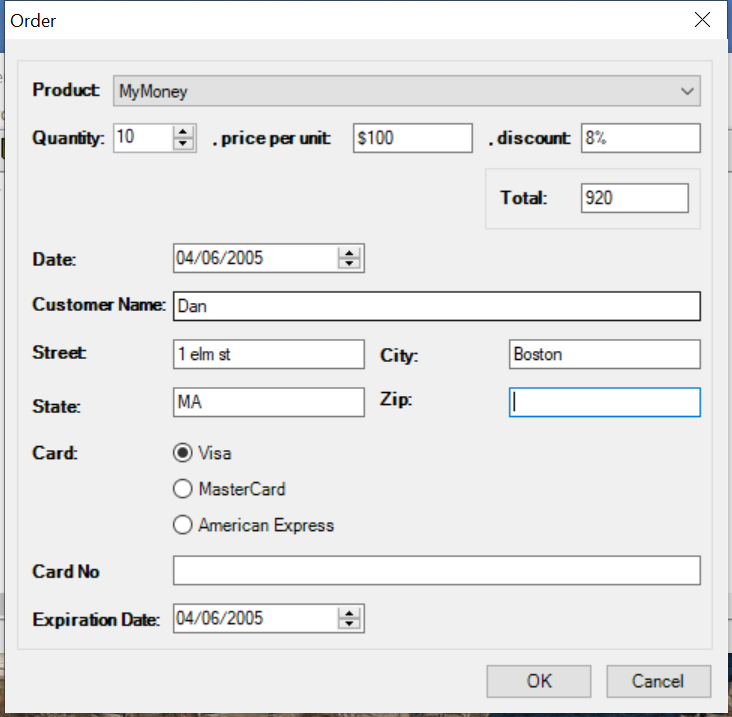 Order
Product: MyMoney
Quantity: 10 , price per unit: $100 , discount: 8%
Total: 920
Date: 04/06/2005
Customer Name: Dan
Street: 1 elm st City: Boston
State: MA Zip:
Card: Visa
MasterCard
American Express
Card No
Expiration Date: 04/06/2005
OK Cancel